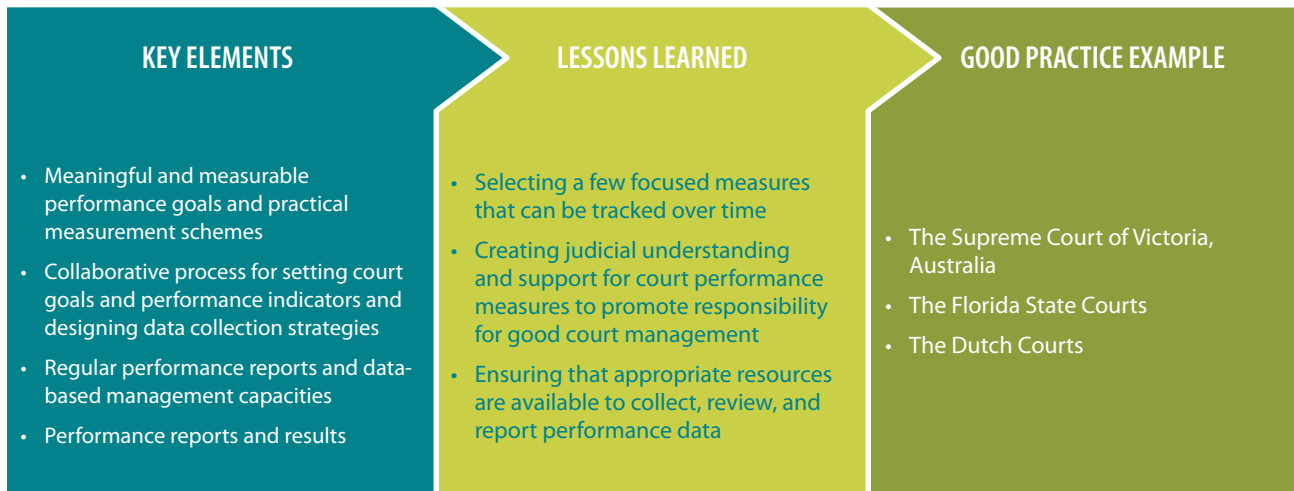 KEY ELEMENTS
• Meaningful and measurable
performance goals and practical
measurement schemes
• Collaborative process for setting court
goals and performance indicators and
designing data collection strategies
• Regular performance reports and data-
based management capacities
• Performance reports and results
LESSONS LEARNED
• Selecting a few focused measures
that can be tracked over time
• Creating judicial understanding
and support for court performance
measures to promote responsibility
for good court management
• Ensuring that appropriate resources
are available to collect, review, and
report performance data
GOOD PRACTICE EXAMPLE
• The Supreme Court of Victoria,
Australia
• The Florida State Courts
• The Dutch Courts